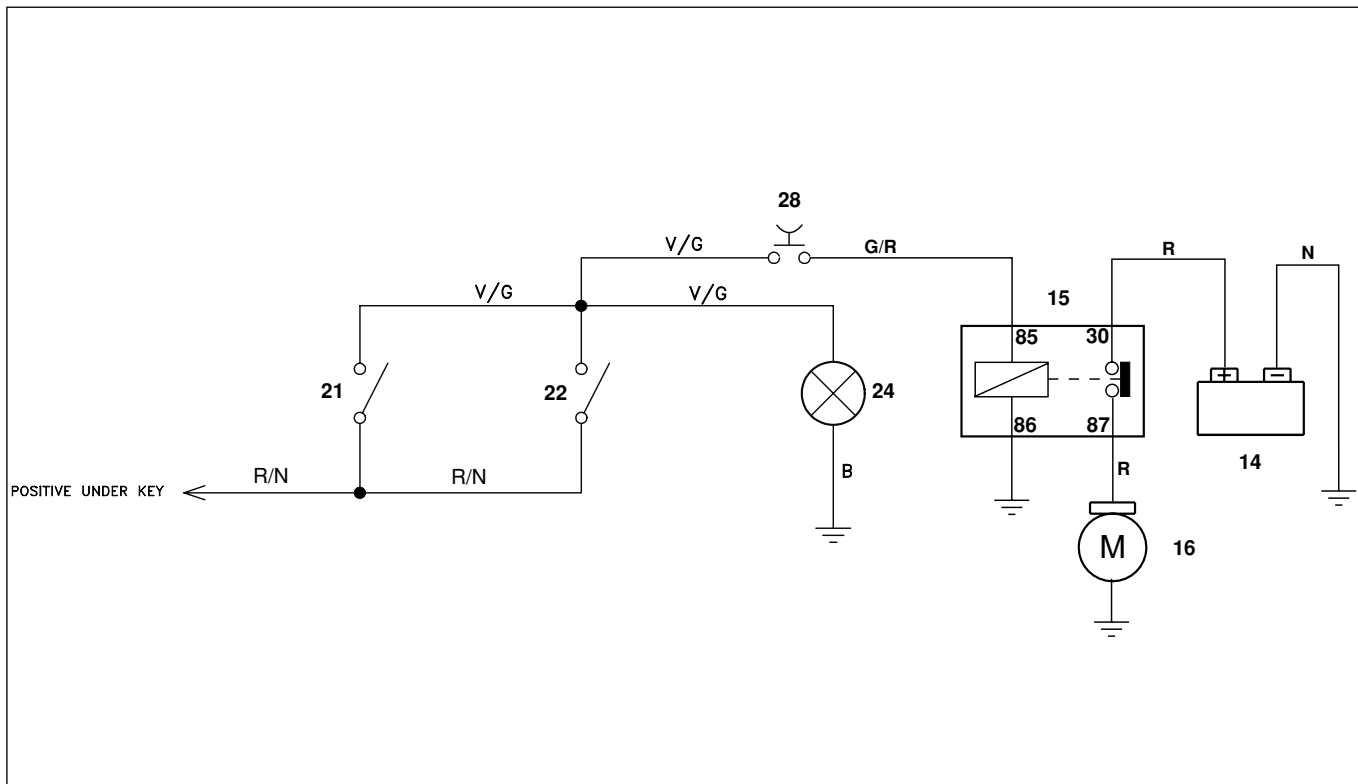 28
V/G
G/R
R
N
V/G
V/G
15
85
30
21
22
24
86
87
14
R/N
R/N
B
R
POSITIVE UNDER KEY
M
16